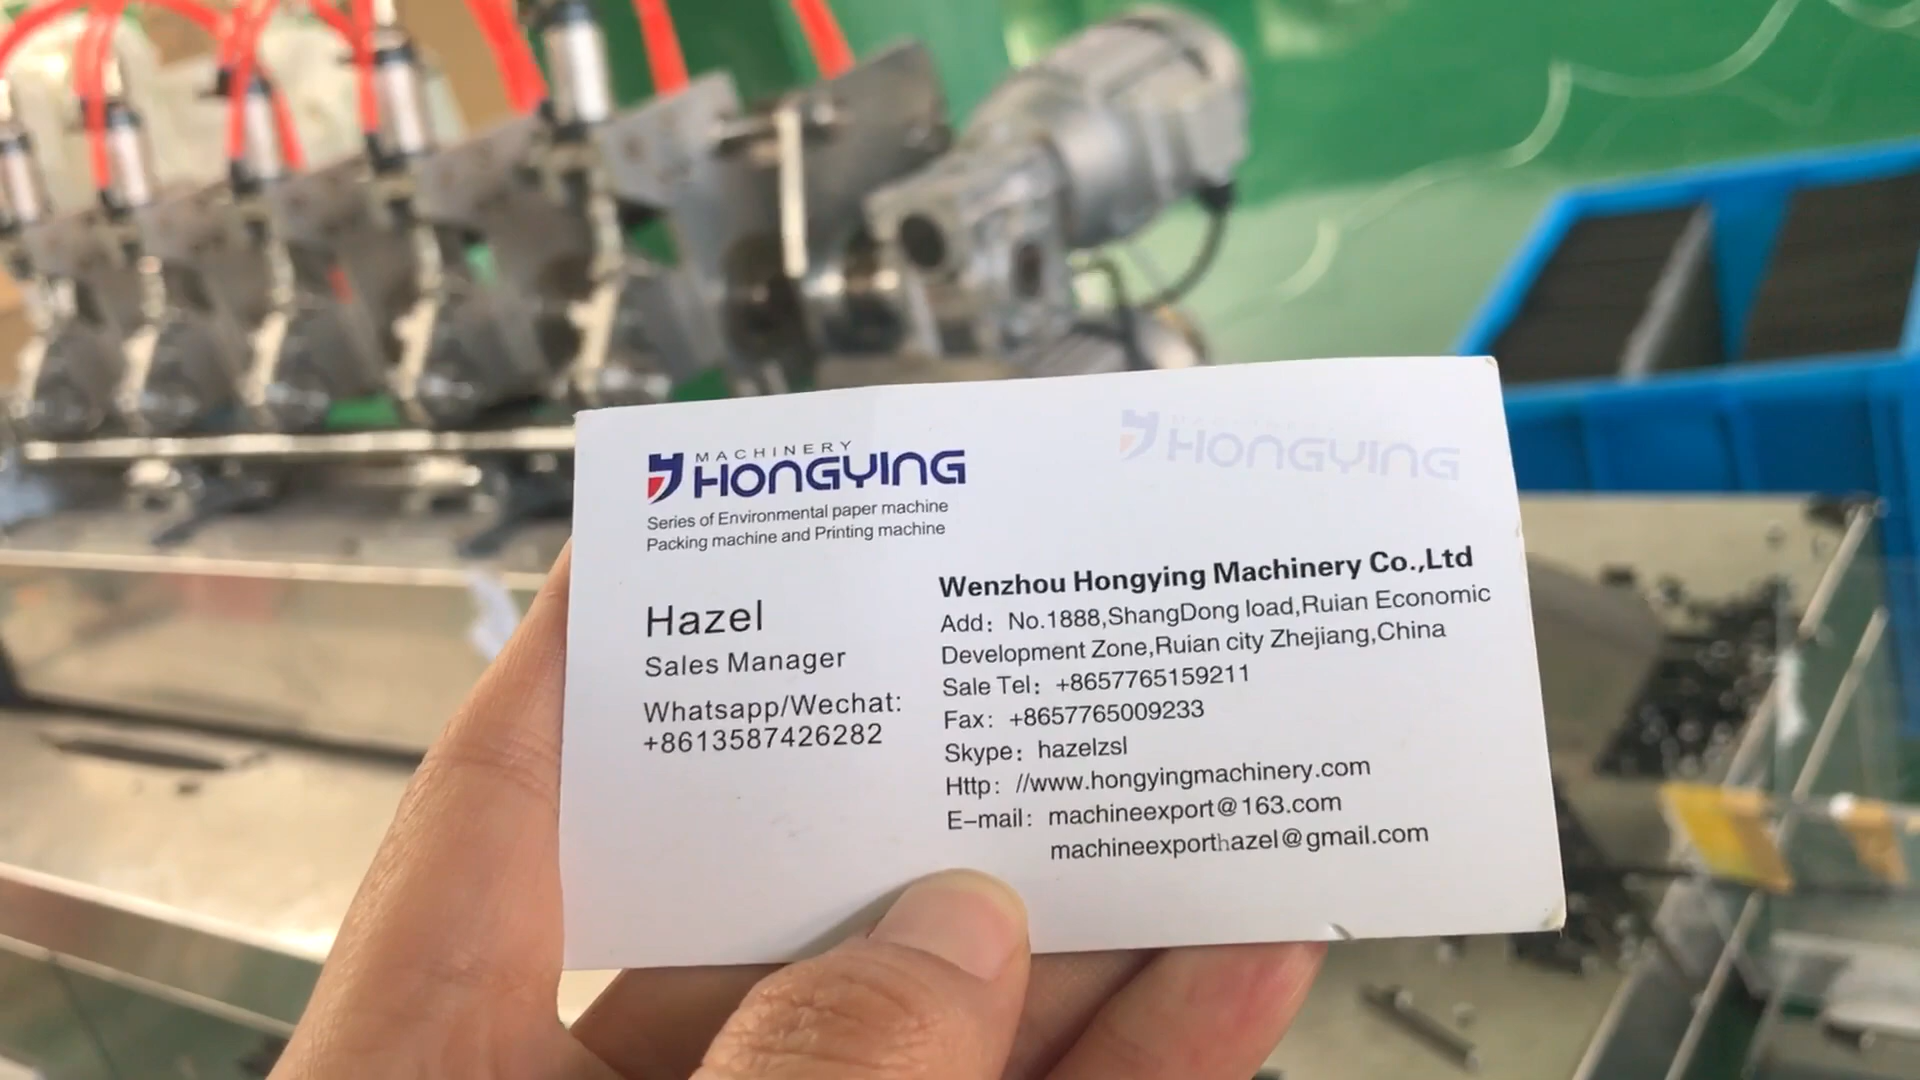 MACHINERY
HONGYING
Series of Environmental paper machine
Packing machine and Printing machine
HONGYING
Hazel
Sales Manager
Whatsapp/Wechat:
+8613587426282
Wenzhou Hongying Machinery Co.,Ltd
Add: No.1888,ShangDong load,Ruian Economic
Development Zone,Ruian city Zhejiang,China
Sale Tel: +8657765159211
Fax: +8657765009233
Skype: hazelzsl
Http: //www.hongyingmachinery.com
E-mail: machineexport@163.com
machineexporthazel@gmail.com